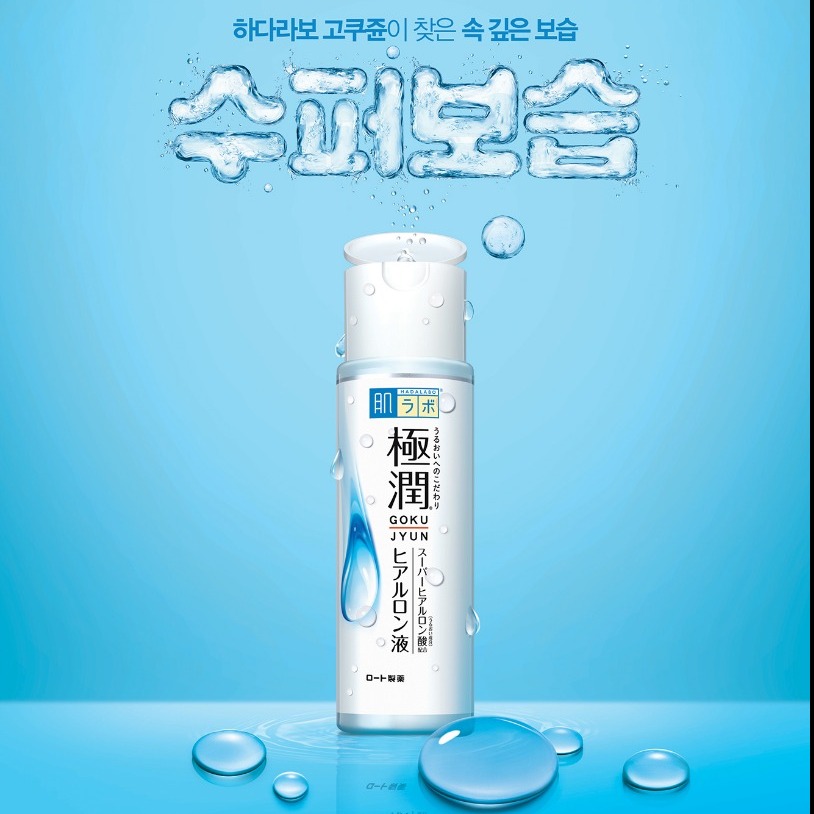 하다라보 고쿠쥰이 찾은 속 깊은 보습
수퍼보습
HADALABO
肌ラボ
うるおいへのこだわり
極潤
GOKU
JYUN
スーパーヒアルロン酸
配合
ヒアルロン液
ロート製薬